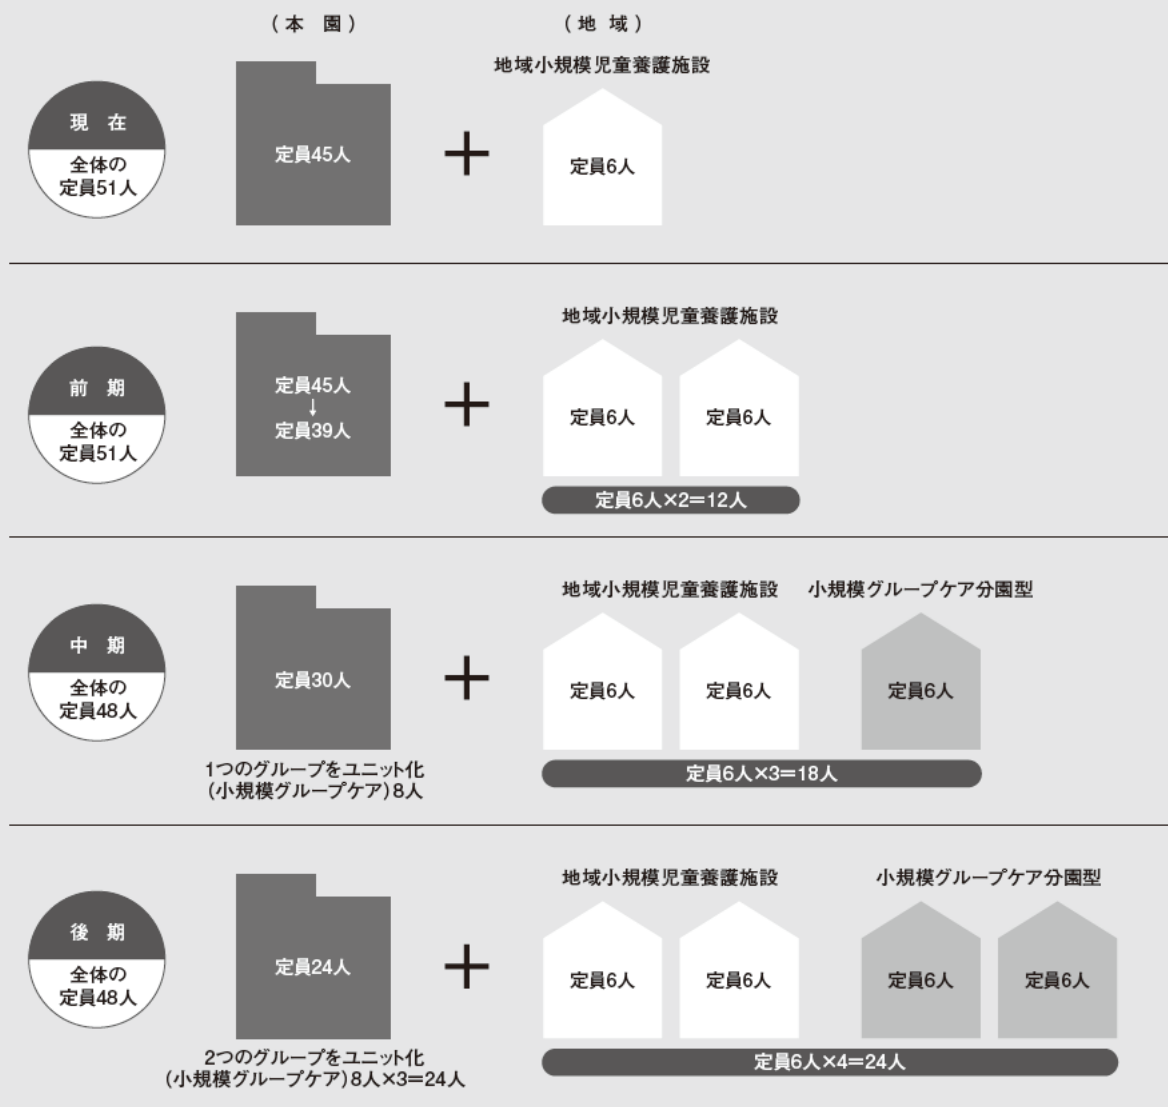 （本　園）
（地　域）
現　在
全体の
定員51人
定員45人
＋
地域小規模児童養護施設
定員6人
前　期
全体の
定員51人
定員45人
↓
定員39人
＋
地域小規模児童養護施設
定員6人
定員6人
定員6人×2＝12人
中　期
全体の
定員48人
定員30人
1つのグループをユニット化
（小規模グループケア）8人
＋
地域小規模児童養護施設
小規模グループケア分園型
定員6人
定員6人
定員6人
定員6人×3＝18人
後　期
全体の
定員48人
定員24人
2つのグループをユニット化
（小規模グループケア）8人×3＝24人
＋
地域小規模児童養護施設
小規模グループケア分園型
定員6人
定員6人
定員6人
定員6人
定員6人×4＝24人